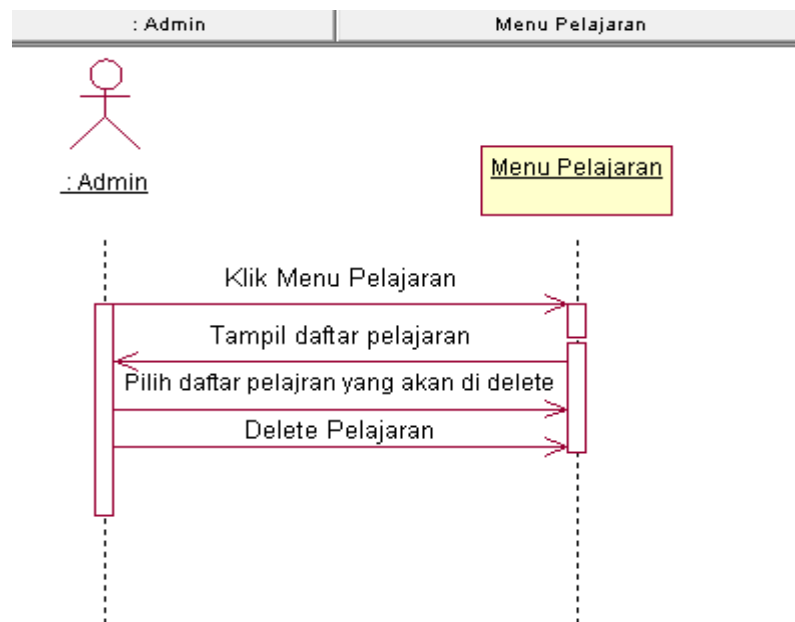 : Admin
Menu Pelajaran
: Admin
Menu Pelajaran
Klik Menu Pelajaran
Tampil daftar pelajaran
Pilih daftar pelajran yang akan di delete
Delete Pelajaran